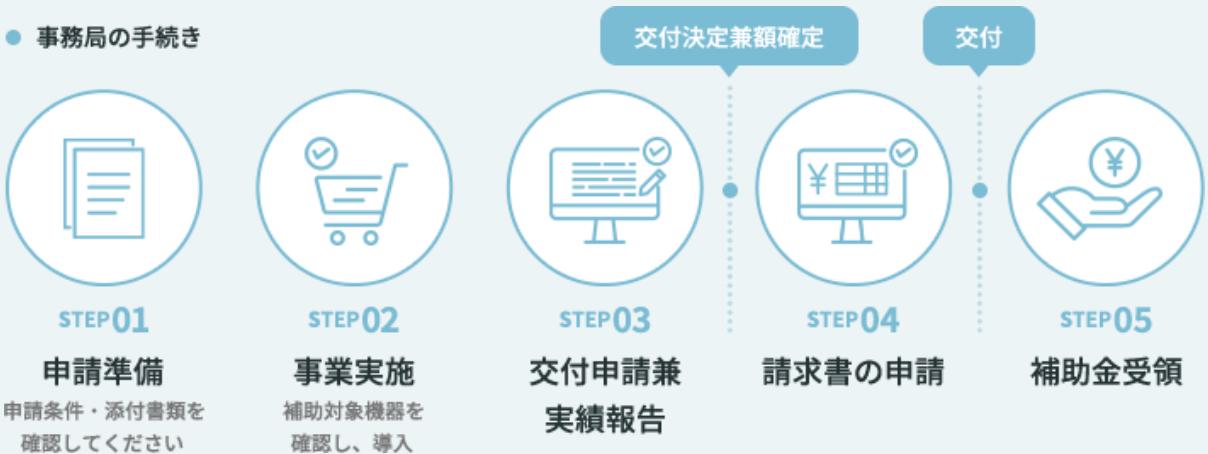 事務局の手続き
交付決定兼額確定
交付
¥
¥
STEP01
STEP02
STEP03
STEP04
STEP05
申請準備
事業実施
交付申請兼
実績報告
請求書の申請
補助金受領
申請条件・添付書類を
確認してください
補助対象機器を
確認し、導入